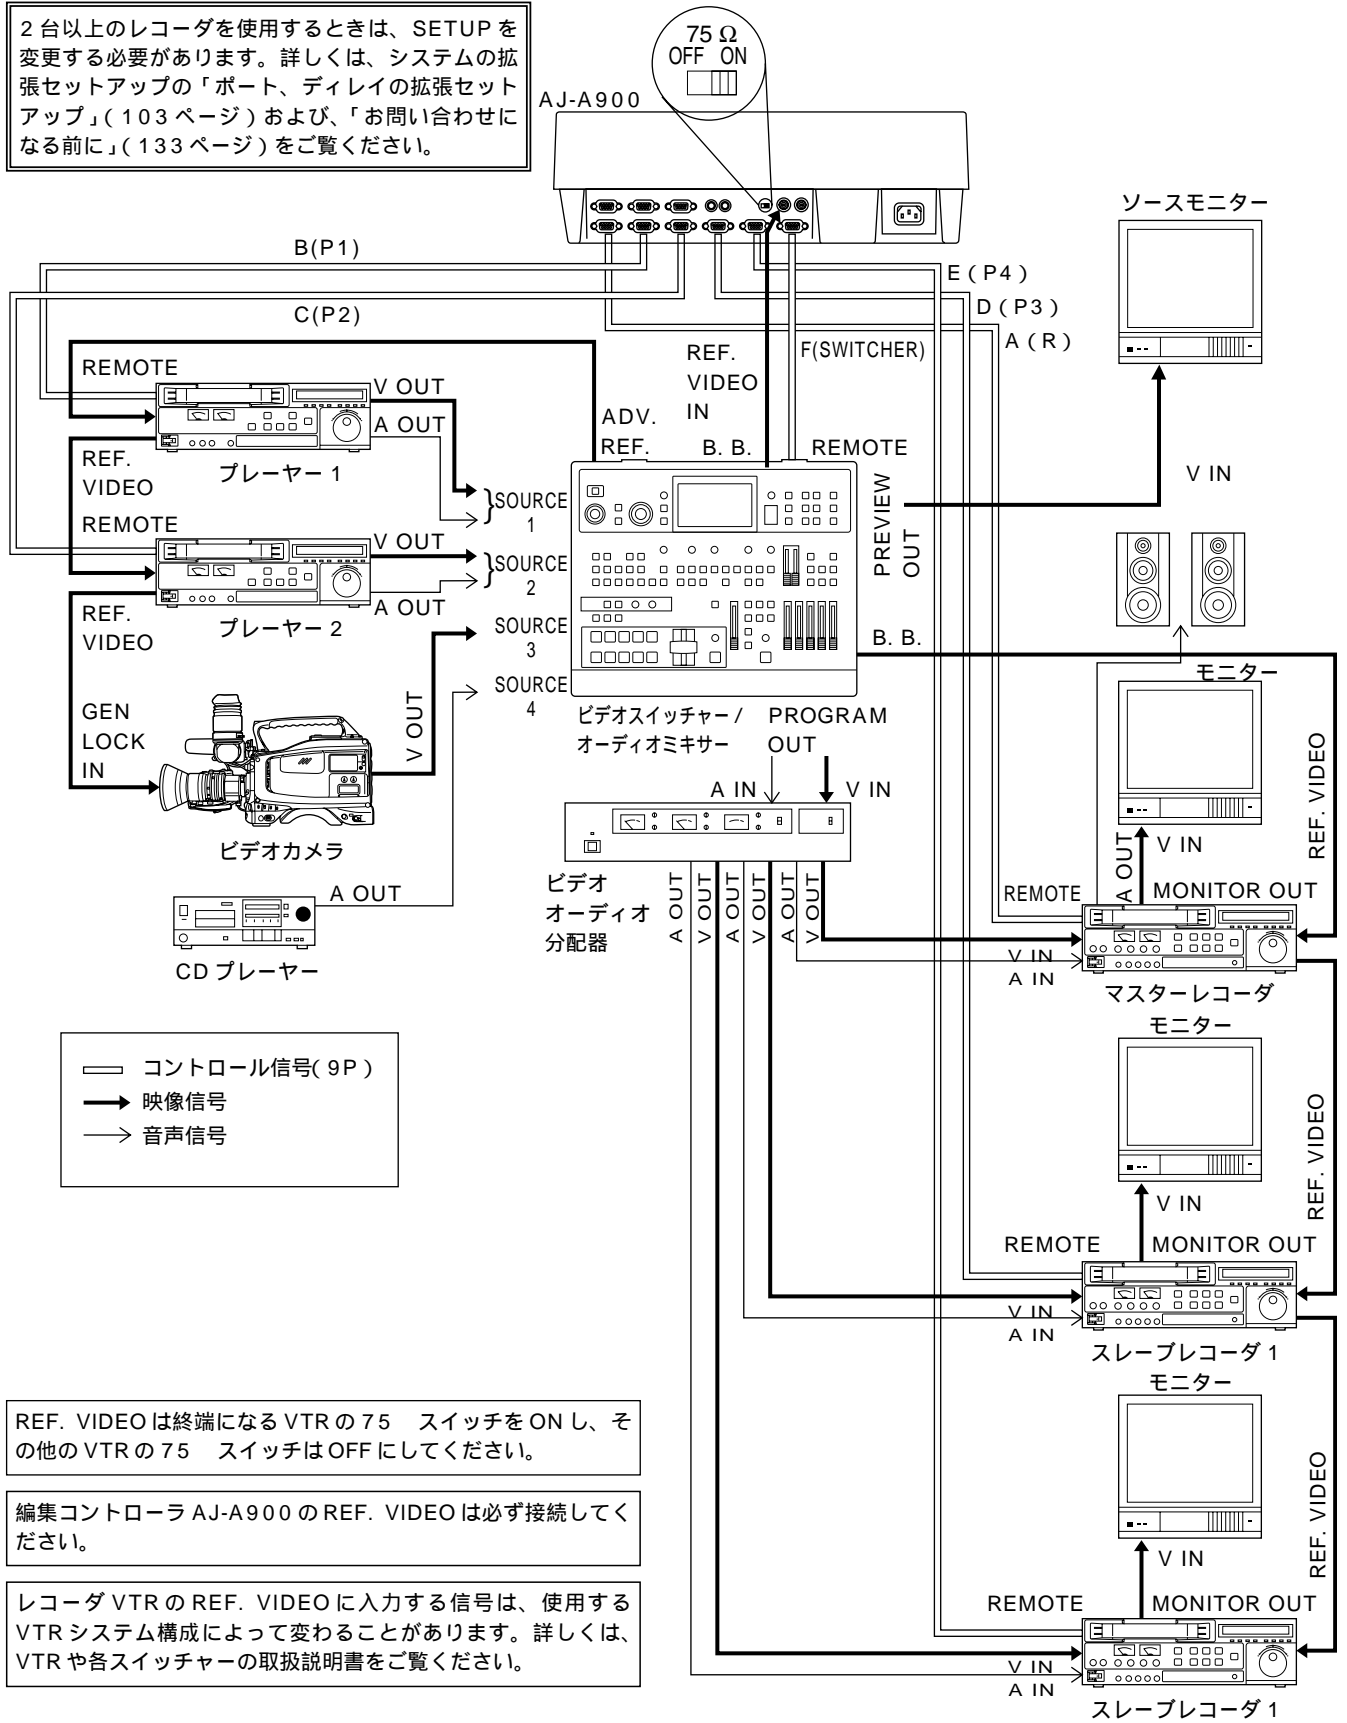 2台以上のレコーダを使用するときは、SETUPを
変更する必要があります。詳しくは、システムの拡
張セットアップの「ポート、ディレイの拡張セット
アップ」(103ページ)および、「お問い合わせに
なる前に」(133ページ)をご覧ください。
75 Ω
OFF ON
AJ-A900
ソースモニター
B(P1)
C(P2)
E(P4)
D(P3)
A(R)
F(SWITCHER)
REF.
VIDEO
IN
ADV.
REF.
B. B.
REMOTE
REMOTE
V OUT
A OUT
REF.
VIDEO
プレーヤー 1
REMOTE
V OUT
A OUT
REF.
VIDEO
プレーヤー 2
SOURCE
1
SOURCE
2
SOURCE
3
SOURCE
4
PREVIEW
OUT
V IN
B. B.
GEN
LOCK
IN
V OUT
ビデオカメラ
A OUT
CD プレーヤー
ビデオスイッチャー /
オーディオミキサー
PROGRAM
OUT
A IN
V IN
ビデオ
オーディオ
分配器
A OUT
V OUT
A OUT
V OUT
A OUT
V OUT
モニター
REF. VIDEO
V IN
A OUT
REMOTE
MONITOR OUT
V IN
A IN
マスターレコーダ
モニター
REF. VIDEO
V IN
REMOTE
MONITOR OUT
V IN
A IN
スレーブレコーダ 1
モニター
REF. VIDEO
V IN
REMOTE
MONITOR OUT
V IN
A IN
スレーブレコーダ 1
コントロール信号(9P)
映像信号
音声信号
REF. VIDEOは終端になるVTRの75 スイッチをONし、そ
の他のVTRの75 スイッチはOFFにしてください。
編集コントローラAJ-A900のREF. VIDEOは必ず接続してく
ださい。
レコーダVTRのREF. VIDEOに入力する信号は、使用する
VTRシステム構成によって変わることがあります。詳しくは、
VTRや各スイッチャーの取扱説明書をご覧ください。